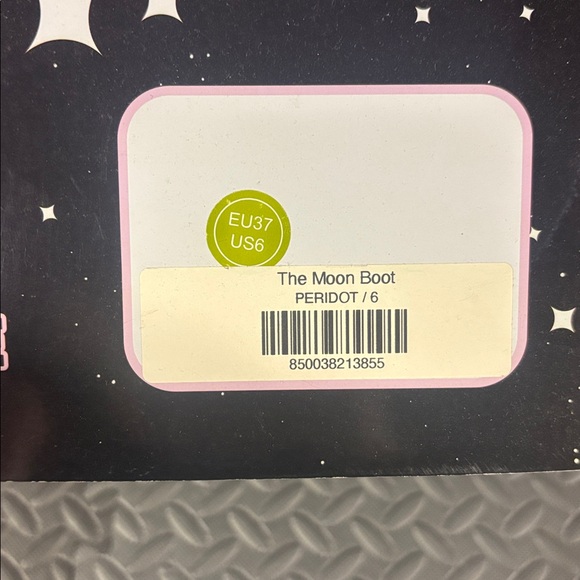 EU37
US6
The Moon Boot
PERIDOT / 6
850038213855